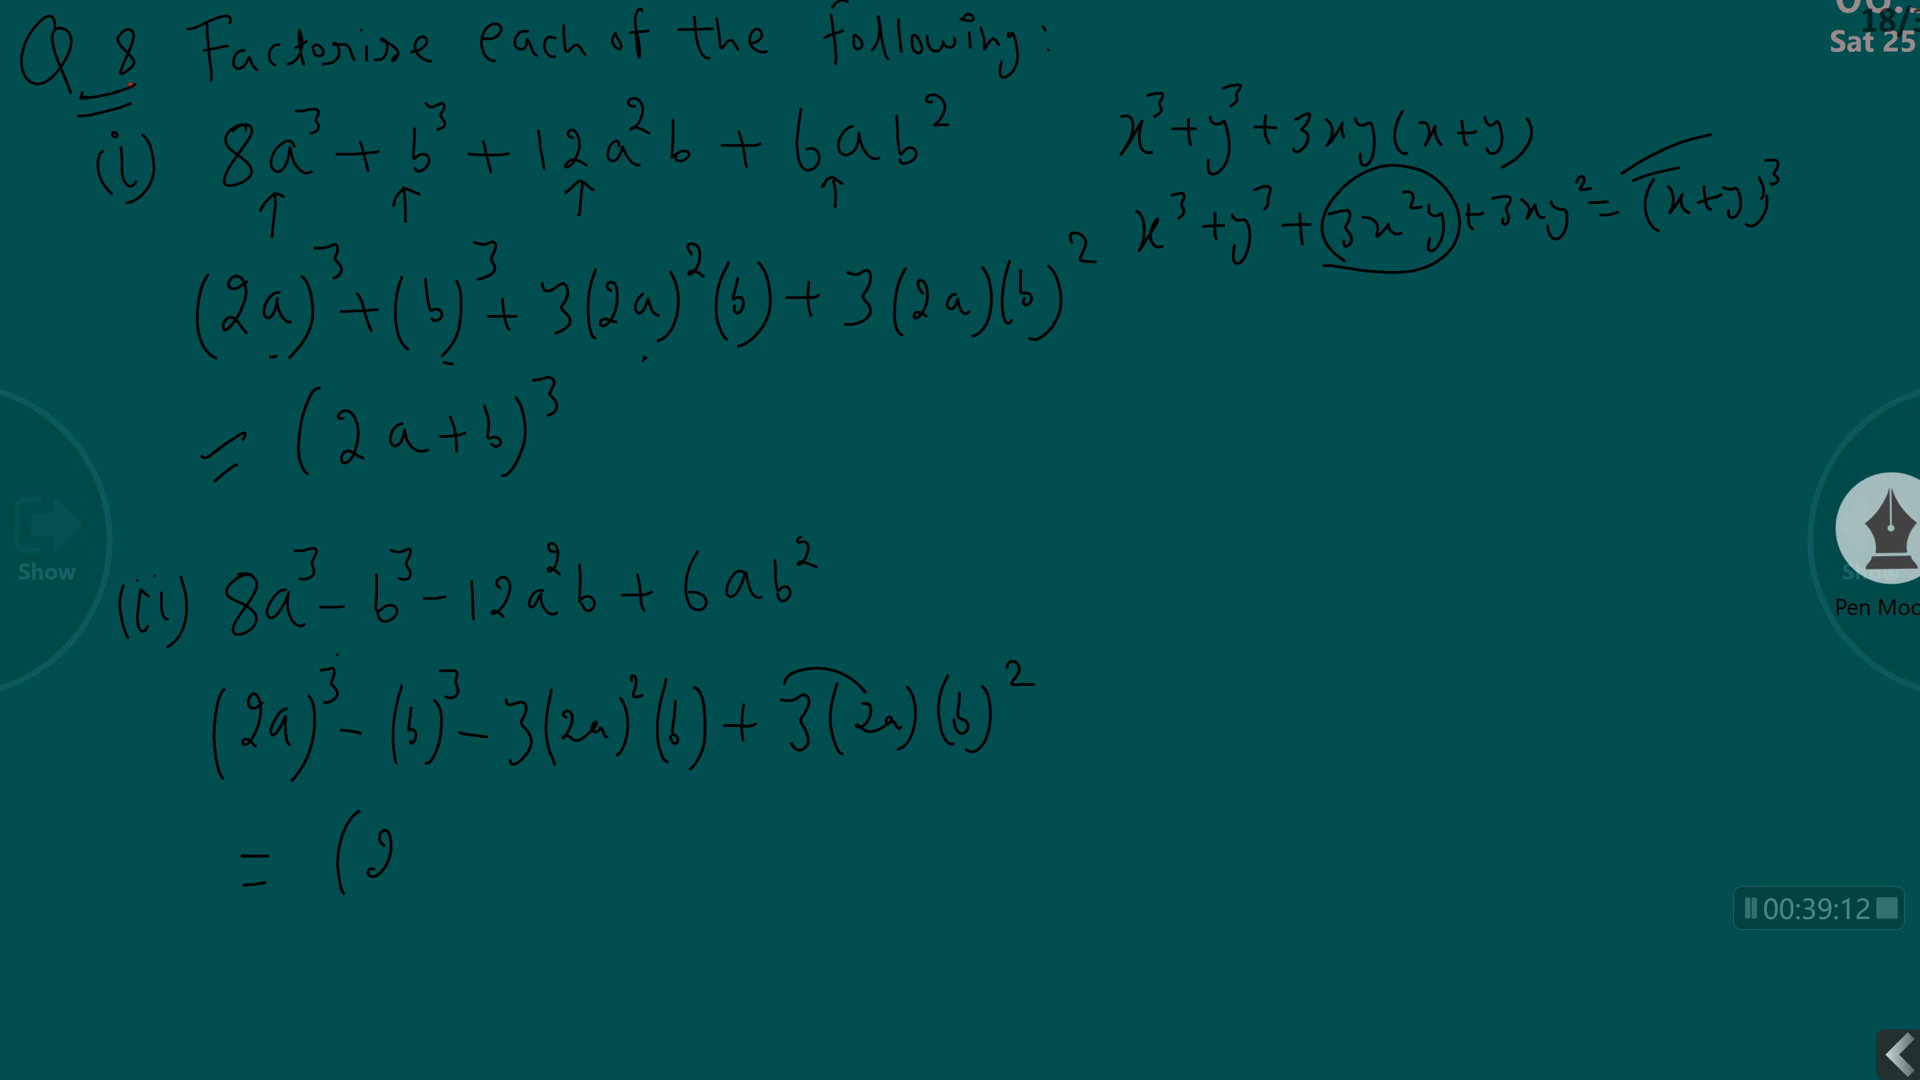 Q.8 Factorise each of the following:
(i) 8a³ + b³ + 12a²b + 6ab²
(2a)³ + (b)³ + 3(2a)²(b) + 3(2a)(b)²
= (2a+b)³
x³+y³+3xy(x+y)
x³+y³+3x²y+3xy² = (x+y)³
(ii) 8a³ - b³ - 12a²b + 6ab²
(2a)³ - (b)³ - 3(2a)²(b) + 3(2a)(b)²
= (2
Sat 25
Show
Pen Mod
00:39:12